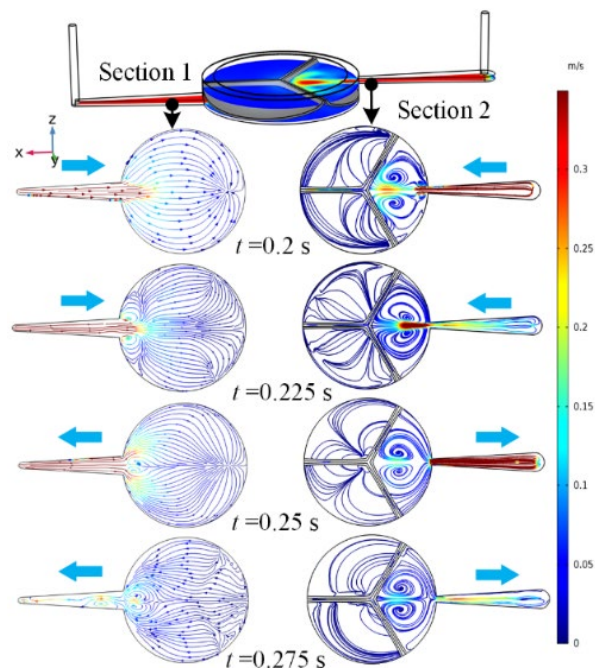 m/s
Section 1
Section 2
z
x
y
0.3
0.25
0.2
0.15
0.1
0.05
0
t =0.2 s
t =0.225 s
t =0.25 s
t =0.275 s